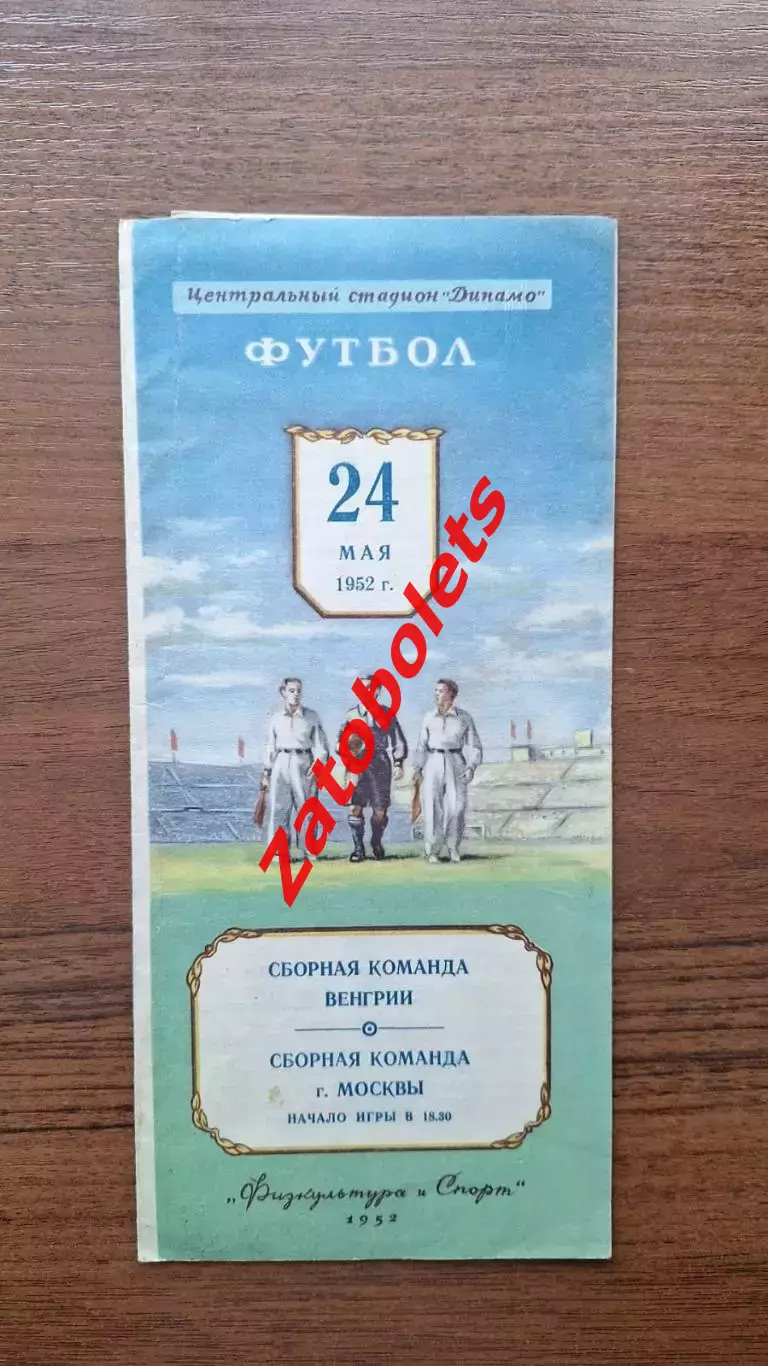 Центральный стадион "Динамо"
ФУТБОЛ
24
МАЯ
1952 г.
Zatobolets
СБОРНАЯ КОМАНДА
ВЕНГРИИ
СБОРНАЯ КОМАНДА
г. МОСКВЫ
НАЧАЛО ИГРЫ В 18.30
„Физкультура и Спорт"
1952